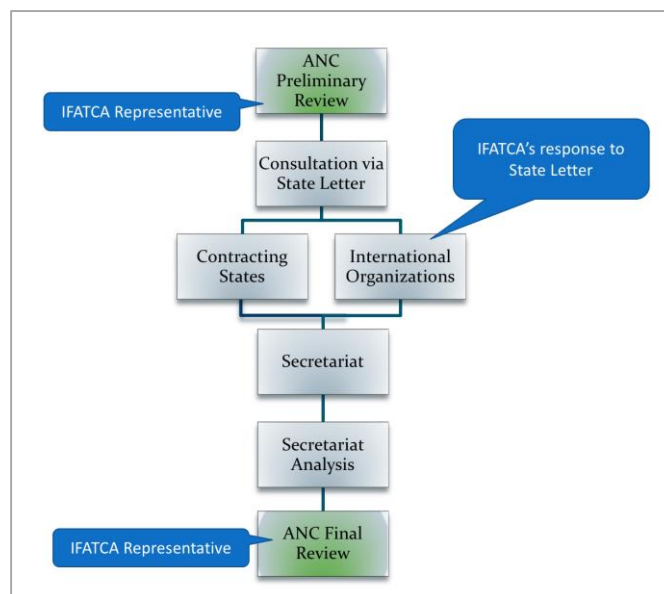 ANC
Preliminary
Review
IFATCA Representative
Consultation via
State Letter
IFATCA’s response to
State Letter
Contracting
States
International
Organizations
Secretariat
Secretariat
Analysis
ANC Final
Review
IFATCA Representative